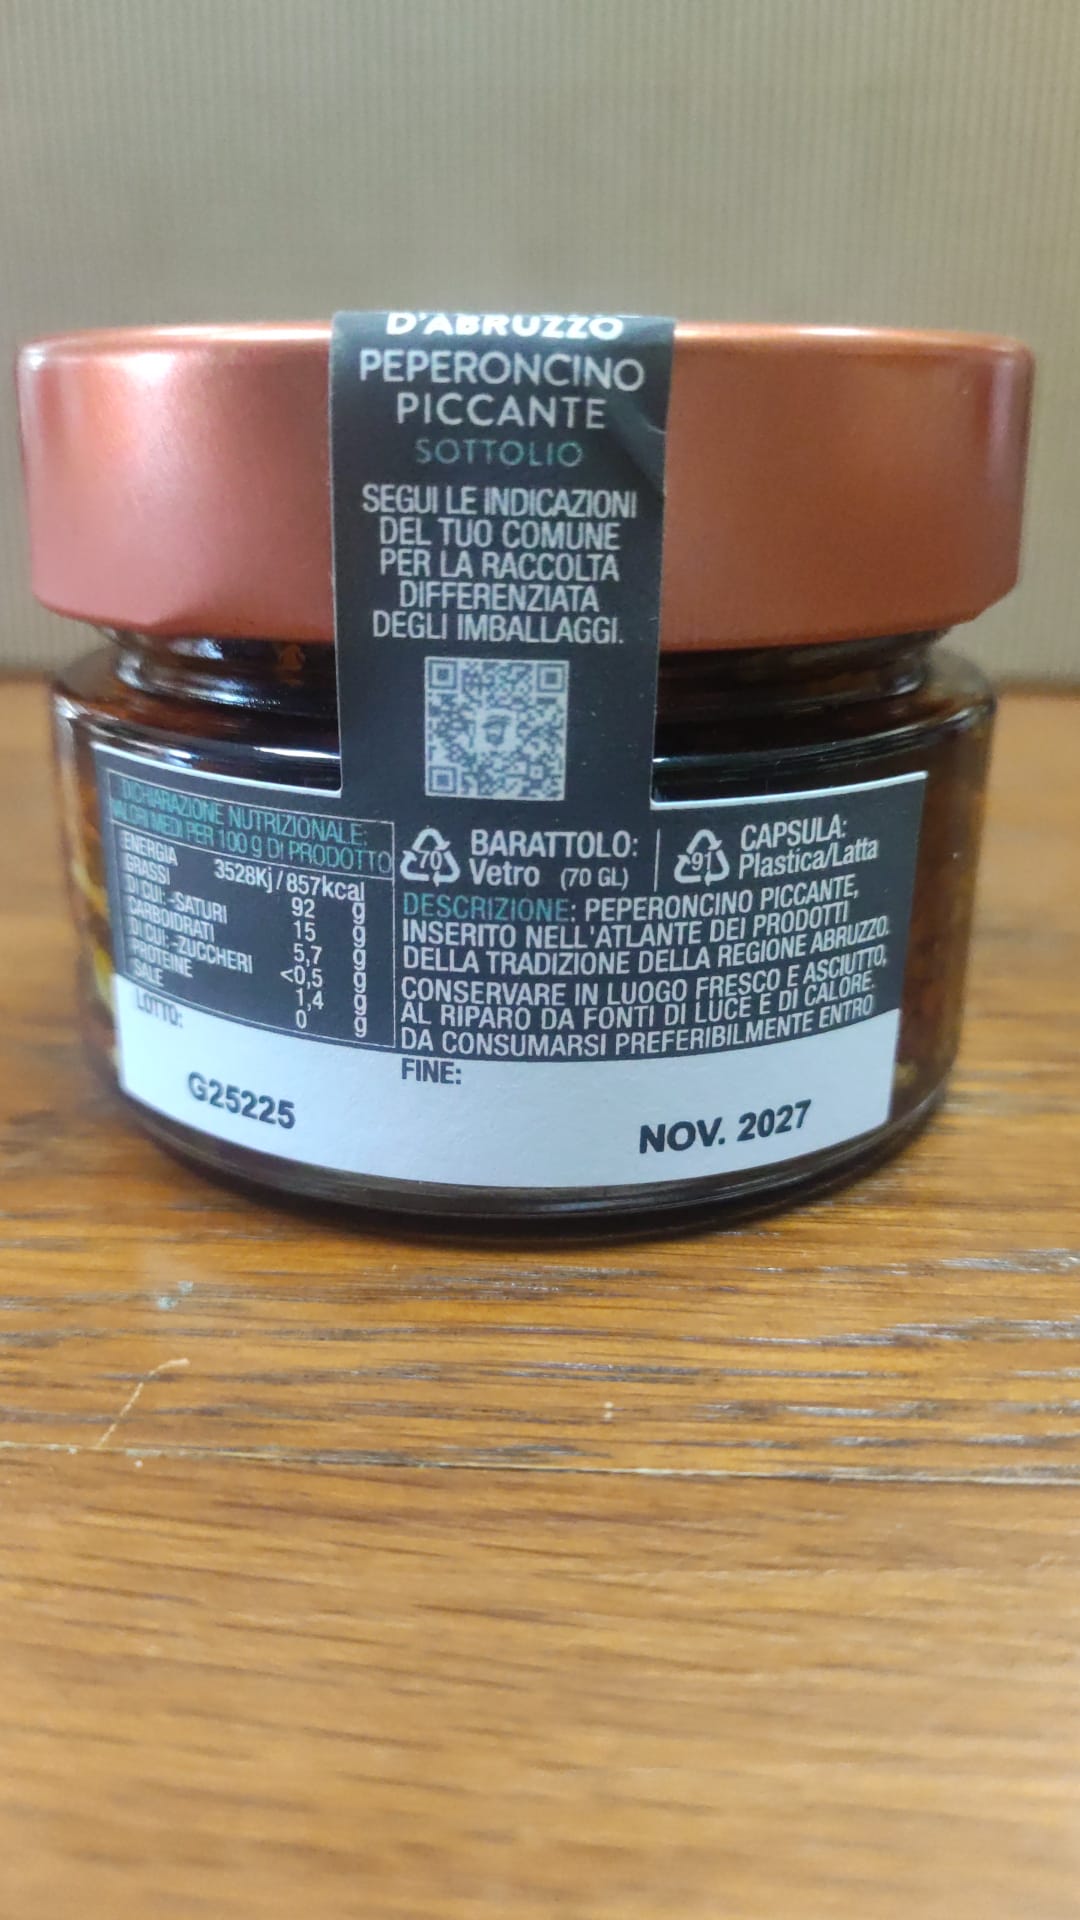 D'ABRUZZO
PEPERONCINO
PICCANTE
SOTTOLIO
SEGUI LE INDICAZIONI
DEL TUO COMUNE
PER LA RACCOLTA
DIFFERENZIATA
DEGLI IMBALLAGGI.
DICHIARAZIONE NUTRIZIONALE:
VALORI MEDI PER 100 g DI PRODOTTO
ENERGIA 3528Kj/857kcal
GRASSI 92 g
DI CUI: -SATURI 15 g
CARBOIDRATI 5,7 g
DI CUI: -ZUCCHERI <0,5 g
PROTEINE 1,4 g
SALE 0 g
LOTTO:
G25225
70 BARATTOLO:
Vetro (70 GL)
91 CAPSULA:
Plastica/Latta
DESCRIZIONE: PEPERONCINO PICCANTE,
INSERITO NELL'ATLANTE DEI PRODOTTI
DELLA TRADIZIONE DELLA REGIONE ABRUZZO.
CONSERVARE IN LUOGO FRESCO E ASCIUTTO,
AL RIPARO DA FONTI DI LUCE E DI CALORE.
DA CONSUMARSI PREFERIBILMENTE ENTRO
FINE:
NOV. 2027